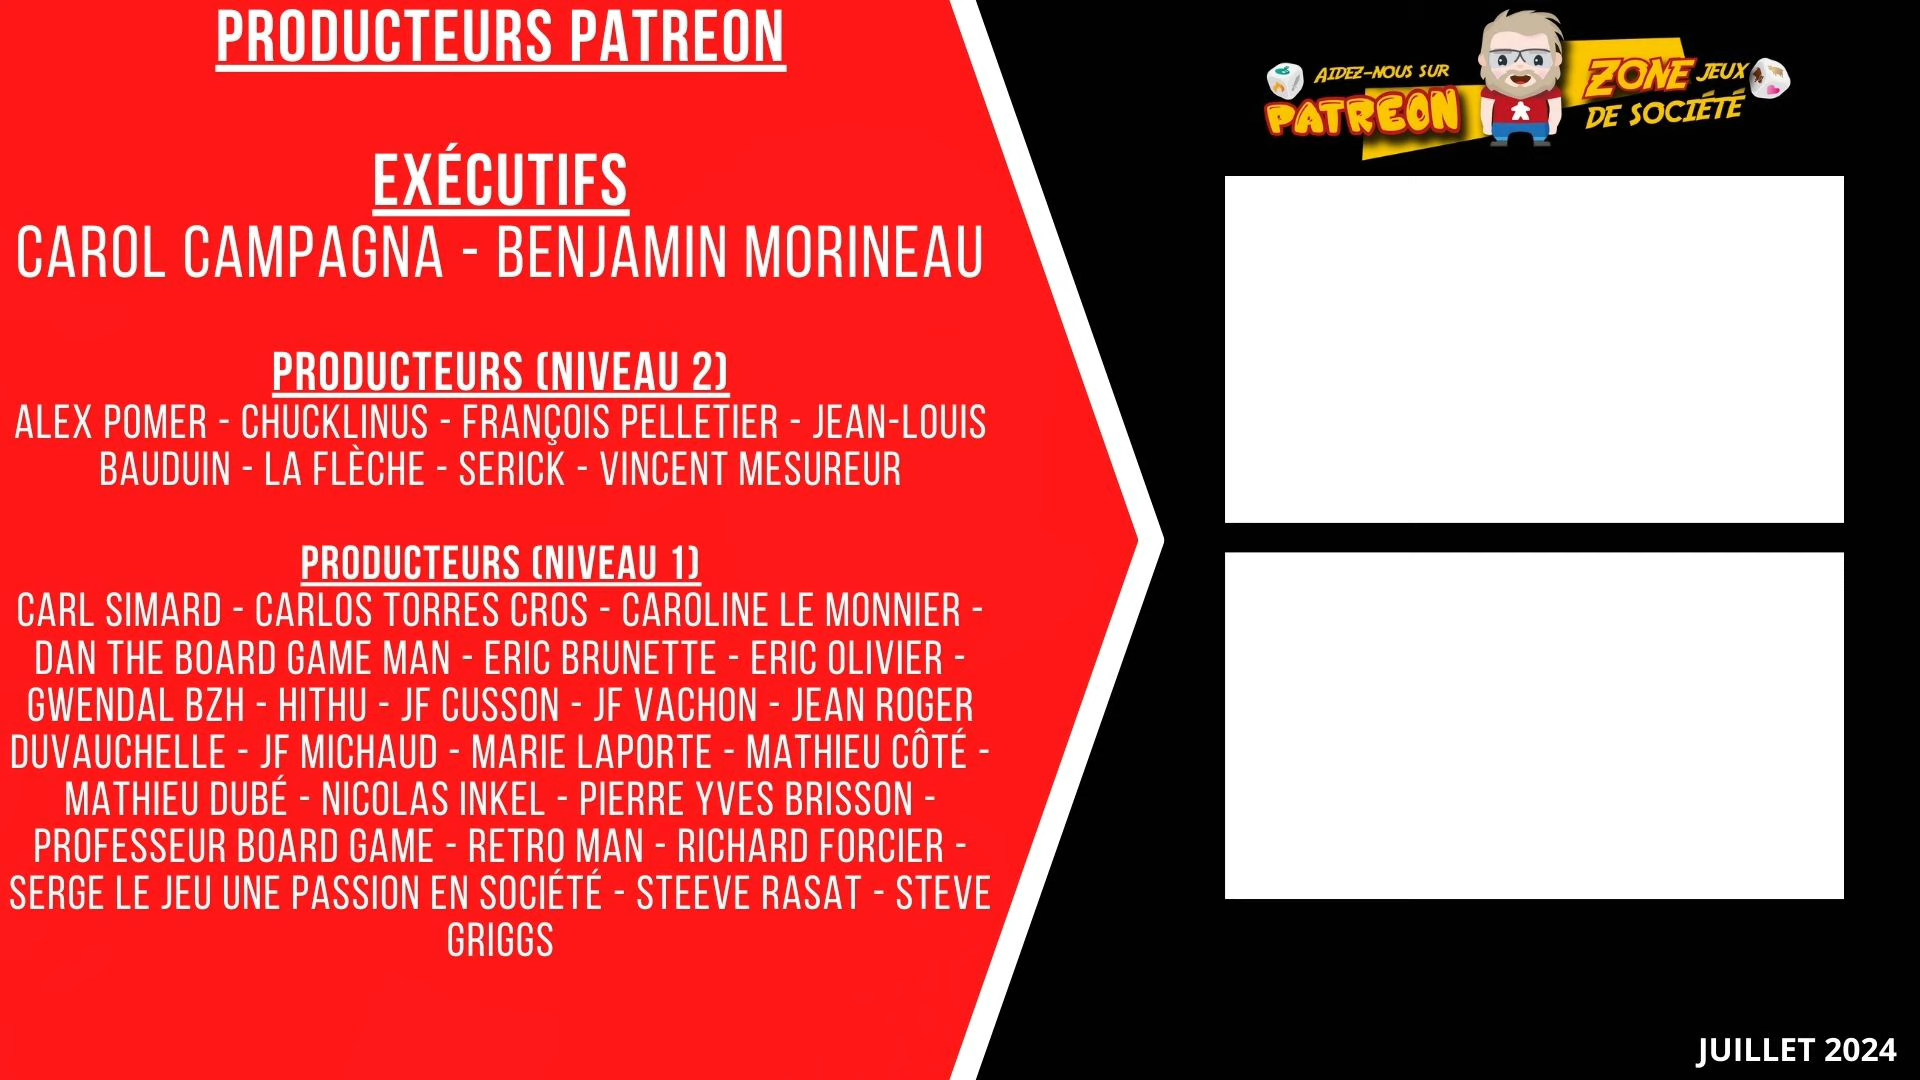 PRODUCTEURS PATREON
EXÉCUTIFS
CAROL CAMPAGNA - BENJAMIN MORINEAU
PRODUCTEURS (NIVEAU 2)
ALEX POMER - CHUCKLINUS - FRANÇOIS PELLETIER - JEAN-LOUIS
BAUDUIN - LA FLÈCHE - SERICK - VINCENT MESUREUR
PRODUCTEURS (NIVEAU 1)
CARL SIMARD - CARLOS TORRES CROS - CAROLINE LE MONNIER -
DAN THE BOARD GAME MAN - ERIC BRUNETTE - ERIC OLIVIER -
GWENDAL BZH - HITHU - JF CUSSON - JF VACHON - JEAN ROGER
DUVAUCHELLE - JF MICHAUD - MARIE LAPORTE - MATHIEU CÔTÉ -
MATHIEU DUBÉ - NICOLAS INKEL - PIERRE YVES BRISSON -
PROFESSEUR BOARD GAME - RETRO MAN - RICHARD FORCIER -
SERGE LE JEU UNE PASSION EN SOCIÉTÉ - STEEVE RASAT - STEVE
GRIGGS
AIDEZ-NOUS SUR
PATREON
ZONE JEUX
DE SOCIÉTÉ
JUILLET 2024